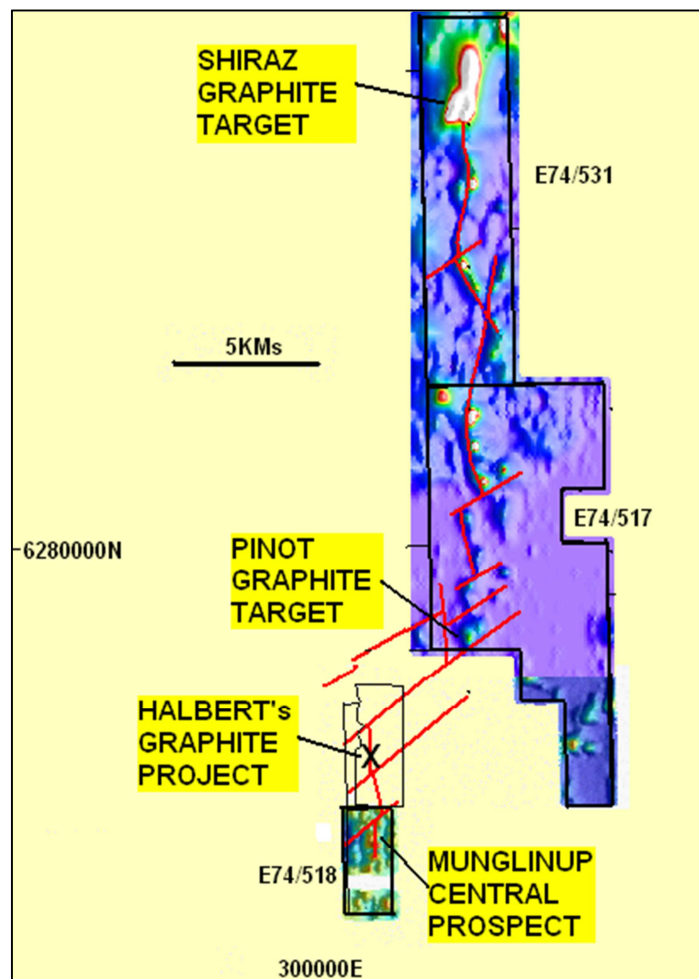 SHIRAZ
GRAPHITE
TARGET
E74/531
5KMs
E74/517
6280000N
PINOT
GRAPHITE
TARGET
HALBERT's
GRAPHITE
PROJECT
X
E74/518
MUNGLINUP
CENTRAL
PROSPECT
300000E